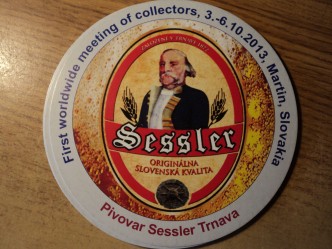 First worldwide meeting of collectors, 3.-6.10.2013, Martin, Slovakia
Sessler
ORIGINÁLNA
SLOVENSKÁ KVALITA
Pivovar Sessler Trnava